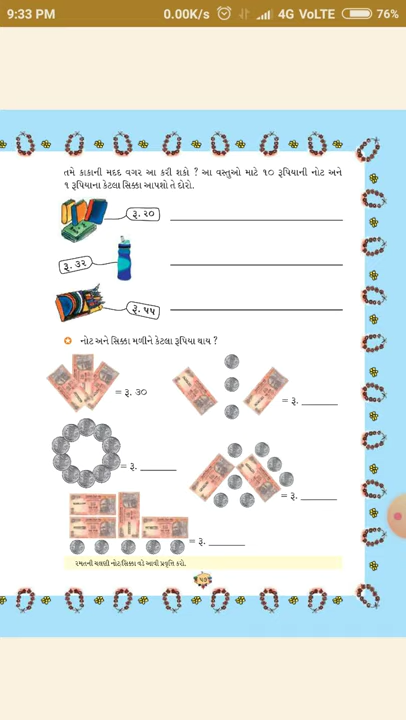 9:33 PM 0.00K/s 4G VoLTE 76%
તમે કાકાની મદદ વગર આ કરી શકો ? આ વસ્તુઓ માટે ૧૦ રૂપિયાની નોટ અને
૧ રૂપિયાના કેટલા સિક્કા આપશો તે દોરો.
રૂ. ૨૦
રૂ. ૩૨
રૂ. ૫૫
નોટ અને સિક્કા મળીને કેટલા રૂપિયા થાય ?
= રૂ. ૩૦
= રૂ.
= રૂ.
= રૂ.
= રૂ.
રમતની ચલણી નોટ/સિક્કા વડે આવી પ્રવૃત્તિ કરો.